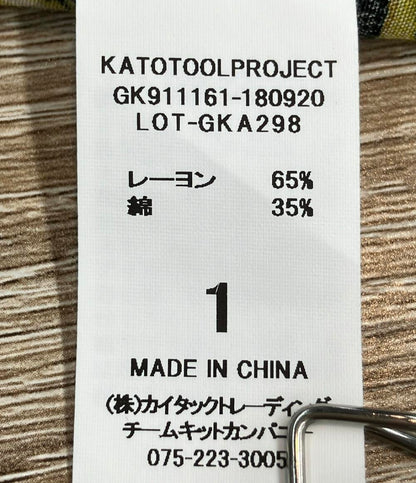 KATOTOOLPROJECT
GK911161-180920
LOT-GKA298
レーヨン 65%
綿 35%
1
MADE IN CHINA
(株)カイタックトレーディング
チームキットカンパニー
075-223-3005